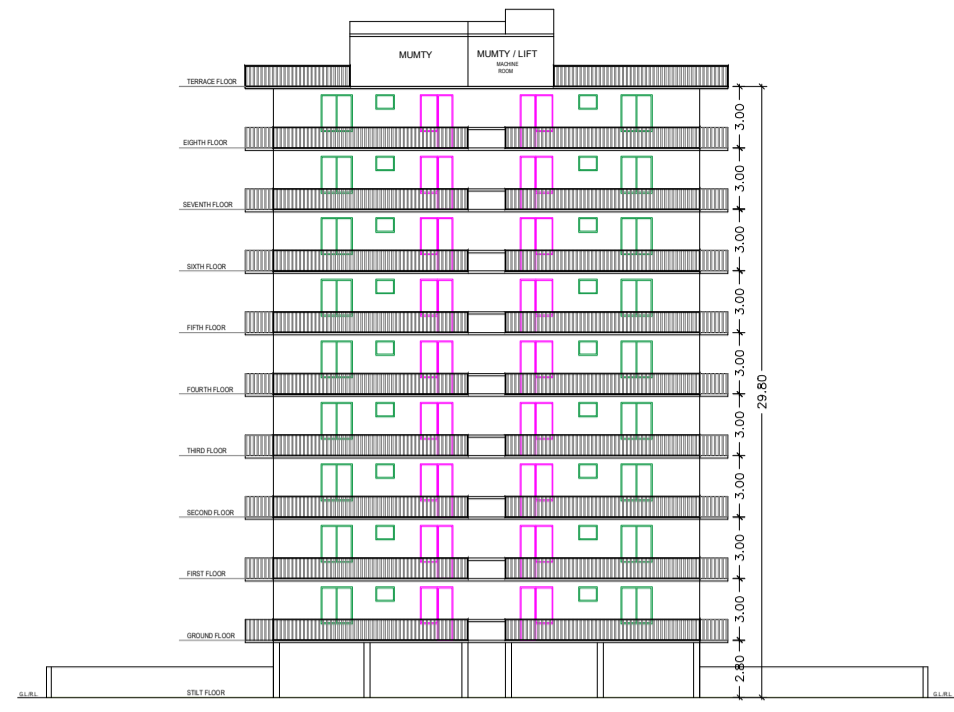 MUMTY
MUMTY / LIFT
MACHINE
ROOM
TERRACE FLOOR
3.00
EIGHTH FLOOR
3.00
SEVENTH FLOOR
3.00
SIXTH FLOOR
3.00
FIFTH FLOOR
3.00
29.80
FOURTH FLOOR
3.00
THIRD FLOOR
3.00
SECOND FLOOR
3.00
FIRST FLOOR
3.00
GROUND FLOOR
2.80
STILT FLOOR
G.L./R.L.
G.L./R.L.